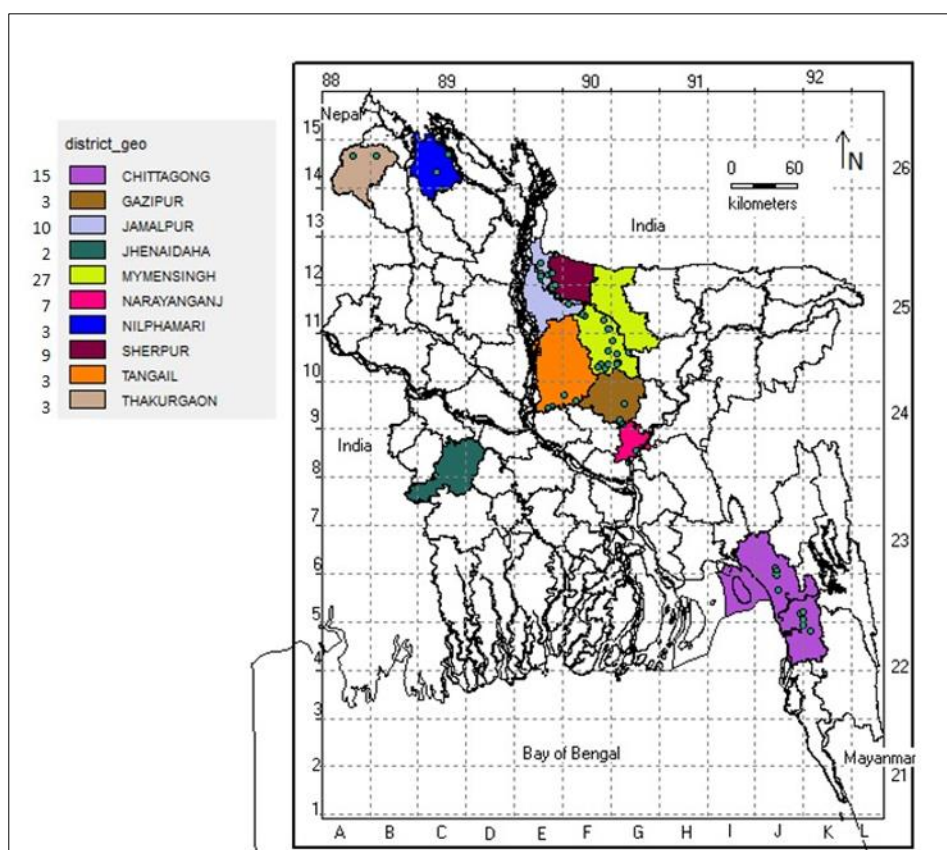 88 89 90 91 92
Nepal
15
14
13
12
11
10
9
8
7
6
5
4
3
2
1
N
0 60
kilometers
India
India
26
25
24
23
22
21
district_geo
15 CHITTAGONG
3 GAZIPUR
10 JAMALPUR
2 JHENAIDAHA
27 MYMENSINGH
7 NARAYANGANJ
3 NILPHAMARI
9 SHERPUR
3 TANGAIL
3 THAKURGAON
Bay of Bengal
Mayanmar
A B C D E F G H I J K L